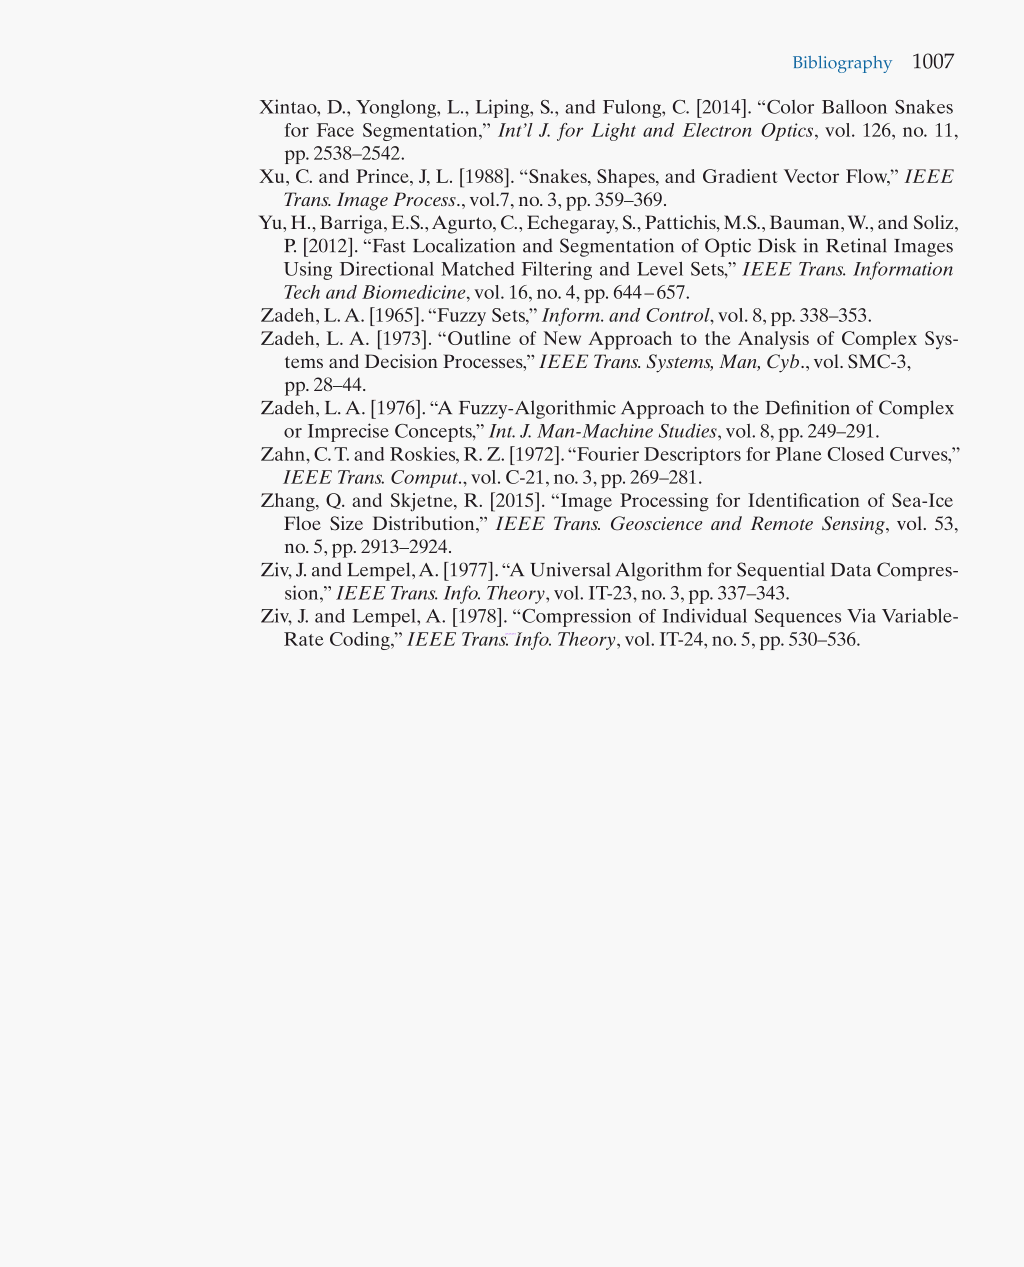 Bibliography 1007
Xintao, D., Yonglong, L., Liping, S., and Fulong, C. [2014]. “Color Balloon Snakes
for Face Segmentation,” Int’l J. for Light and Electron Optics, vol. 126, no. 11,
pp. 2538–2542.
Xu, C. and Prince, J, L. [1988]. “Snakes, Shapes, and Gradient Vector Flow,” IEEE
Trans. Image Process., vol.7, no. 3, pp. 359–369.
Yu, H., Barriga, E.S., Agurto, C., Echegaray, S., Pattichis, M.S., Bauman, W., and Soliz,
P. [2012]. “Fast Localization and Segmentation of Optic Disk in Retinal Images
Using Directional Matched Filtering and Level Sets,” IEEE Trans. Information
Tech and Biomedicine, vol. 16, no. 4, pp. 644–657.
Zadeh, L. A. [1965]. “Fuzzy Sets,” Inform. and Control, vol. 8, pp. 338–353.
Zadeh, L. A. [1973]. “Outline of New Approach to the Analysis of Complex Sys-
tems and Decision Processes,” IEEE Trans. Systems, Man, Cyb., vol. SMC-3,
pp. 28–44.
Zadeh, L. A. [1976]. “A Fuzzy-Algorithmic Approach to the Definition of Complex
or Imprecise Concepts,” Int. J. Man-Machine Studies, vol. 8, pp. 249–291.
Zahn, C. T. and Roskies, R. Z. [1972]. “Fourier Descriptors for Plane Closed Curves,”
IEEE Trans. Comput., vol. C-21, no. 3, pp. 269–281.
Zhang, Q. and Skjetne, R. [2015]. “Image Processing for Identification of Sea-Ice
Floe Size Distribution,” IEEE Trans. Geoscience and Remote Sensing, vol. 53,
no. 5, pp. 2913–2924.
Ziv, J. and Lempel, A. [1977]. “A Universal Algorithm for Sequential Data Compres-
sion,” IEEE Trans. Info. Theory, vol. IT-23, no. 3, pp. 337–343.
Ziv, J. and Lempel, A. [1978]. “Compression of Individual Sequences Via Variable-
Rate Coding,” IEEE Trans. Info. Theory, vol. IT-24, no. 5, pp. 530–536.